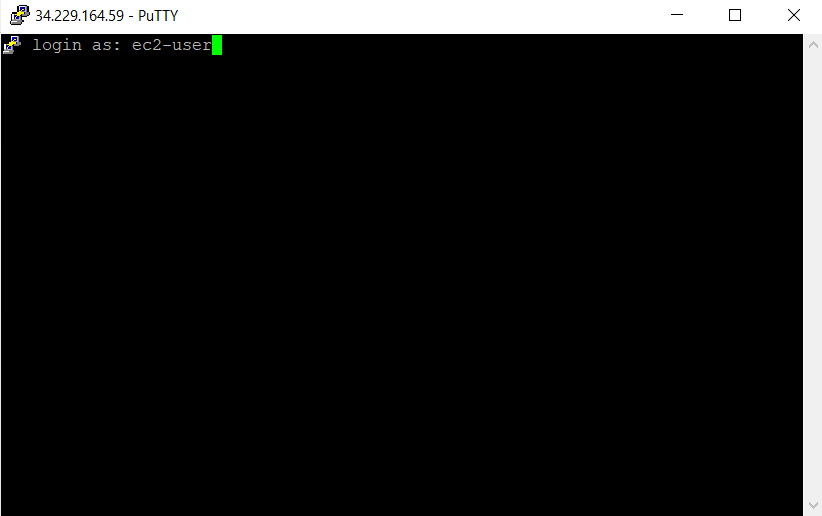 34.229.164.59 - PuTTY
login as: ec2-user